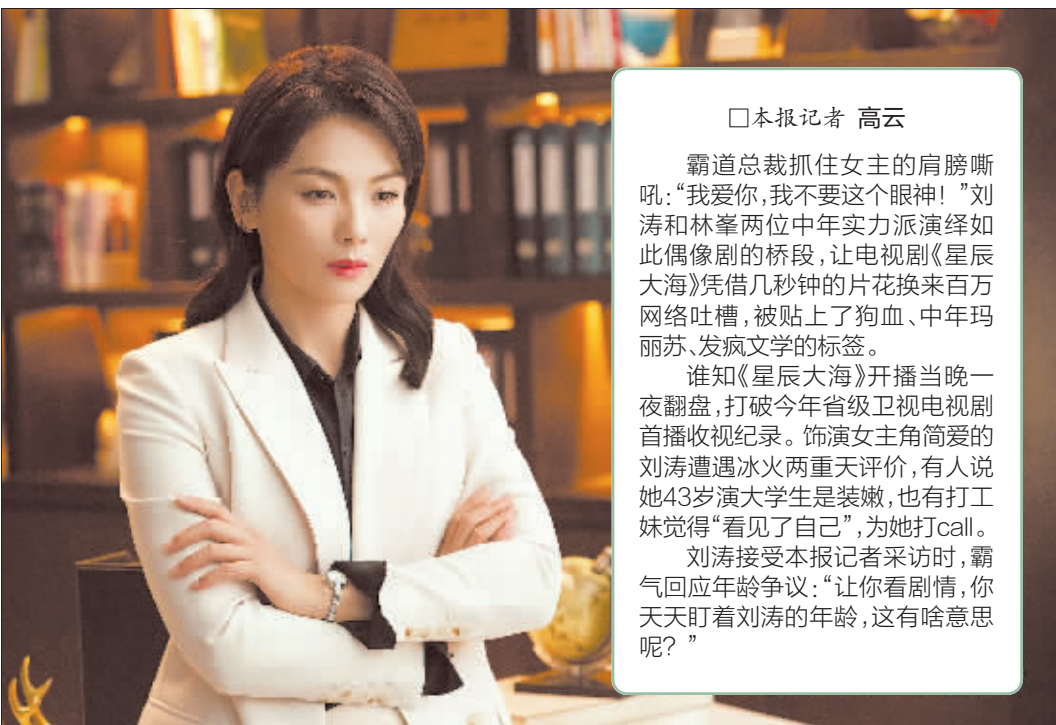 □本报记者 高云
霸道总裁抓住女主的肩膀嘶
吼：“我爱你，我不要这个眼神！”刘
涛和林峯两位中年实力派演绎如
此偶像剧的桥段，让电视剧《星辰
大海》凭借几秒钟的片花换来百万
网络吐槽，被贴上了狗血、中年玛
丽苏、发疯文学的标签。
谁知《星辰大海》开播当晚一
夜翻盘，打破今年省级卫视电视剧
首播收视纪录。饰演女主角简爱的
刘涛遭遇冰火两重天评价，有人说
她43岁演大学生是装嫩，也有打工
妹觉得“看见了自己”，为她打call。
刘涛接受本报记者采访时，霸
气回应年龄争议：“让你看剧情，你
天天盯着刘涛的年龄，这有啥意思
呢？”